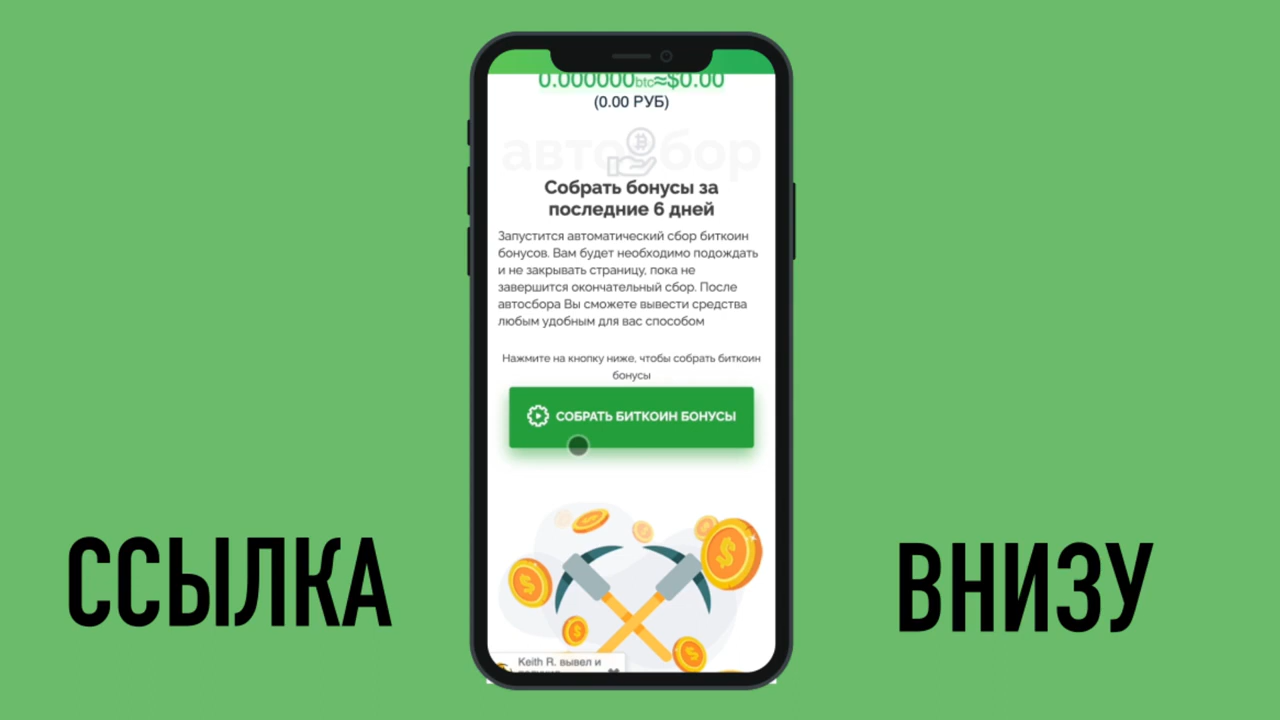 0.000000btc≈$0.00
(0.00 РУБ)
автосбор
Собрать бонусы за
последние 6 дней
Запустится автоматический сбор биткоин
бонусов. Вам будет необходимо подождать
и не закрывать страницу, пока не
завершится окончательный сбор. После
автосбора Вы сможете вывести средства
любым удобным для вас способом
Нажмите на кнопку ниже, чтобы собрать биткоин
бонусы
СОБРАТЬ БИТКОИН БОНУСЫ
ССЫЛКА
ВНИЗУ
Keith R. вывел и